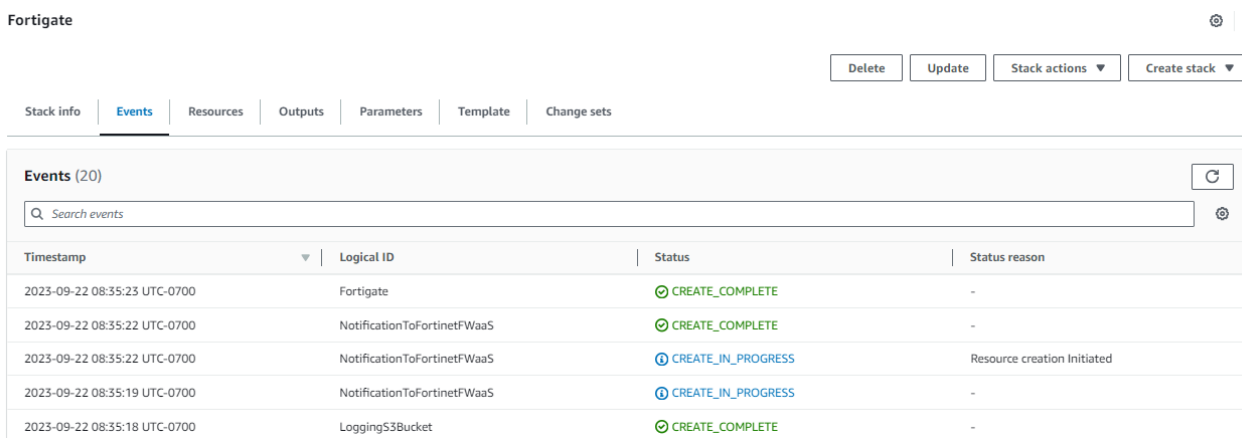 Fortigate
Delete Update Stack actions Create stack
Stack info Events Resources Outputs Parameters Template Change sets
Events (20)
Search events
Timestamp Logical ID Status Status reason
2023-09-22 08:35:23 UTC-0700 Fortigate CREATE_COMPLETE -
2023-09-22 08:35:22 UTC-0700 NotificationToFortinetFWaaS CREATE_COMPLETE -
2023-09-22 08:35:22 UTC-0700 NotificationToFortinetFWaaS CREATE_IN_PROGRESS Resource creation Initiated
2023-09-22 08:35:19 UTC-0700 NotificationToFortinetFWaaS CREATE_IN_PROGRESS -
2023-09-22 08:35:18 UTC-0700 LoggingS3Bucket CREATE_COMPLETE -